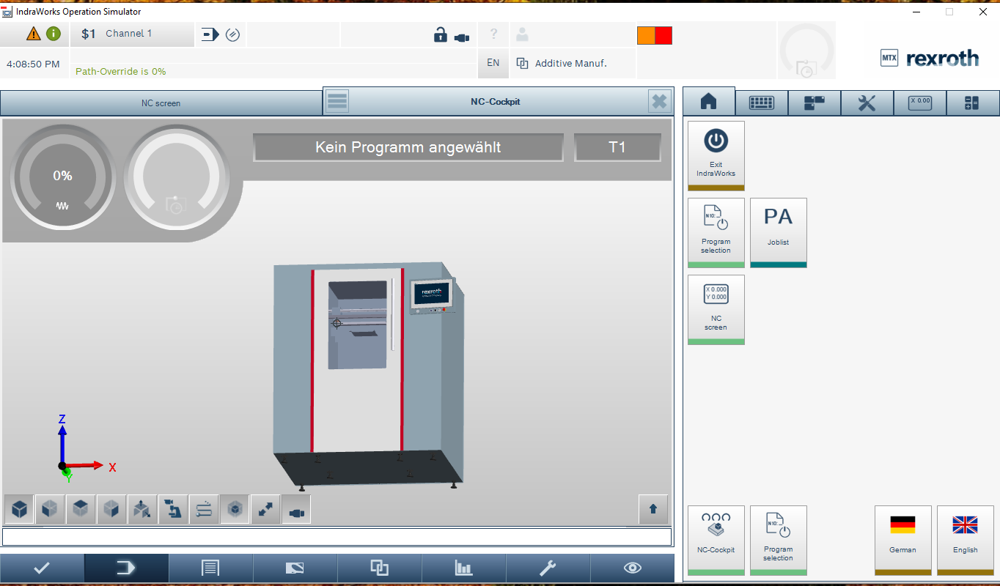 IndraWorks Operation Simulator
$1 Channel 1
?
4:08:50 PM
Path-Override is 0%
EN
Additive Manuf.
MTX rexroth
NC screen
NC-Cockpit
X 0.00
0%
Kein Programm angewählt
T1
rexroth
Z
X
Y
Exit
IndraWorks
N10:
Program
selection
PA
Joblist
X 0.000
Y 0.000
NC
screen
NC-Cockpit
N10:
Program
selection
German
English